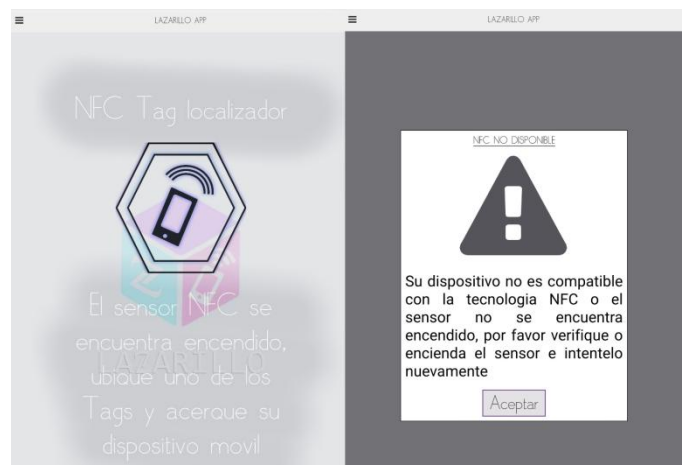 LAZARILLO APP
NFC Tag localizador
El sensor NFC se
encuentra encendido,
LAZARILLO
ubique uno de los
Tags y acerque su
dispositivo movil
LAZARILLO APP
NFC NO DISPONIBLE
Su dispositivo no es compatible
con la tecnologia NFC o el
sensor no se encuentra
encendido, por favor verifique o
encienda el sensor e intentelo
nuevamente
Aceptar